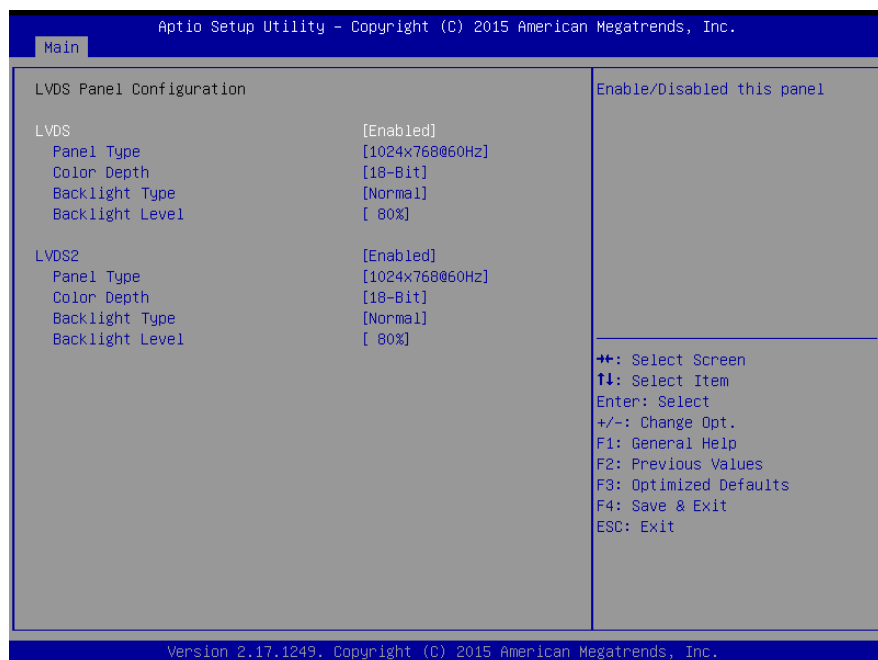 Aptio Setup Utility – Copyright (C) 2015 American Megatrends, Inc.
Main
LVDS Panel Configuration
LVDS [Enabled]
Panel Type [1024x768@60Hz]
Color Depth [18-Bit]
Backlight Type [Normal]
Backlight Level [ 80%]
LVDS2 [Enabled]
Panel Type [1024x768@60Hz]
Color Depth [18-Bit]
Backlight Type [Normal]
Backlight Level [ 80%]
Enable/Disabled this panel
→←: Select Screen
↑↓: Select Item
Enter: Select
+/-: Change Opt.
F1: General Help
F2: Previous Values
F3: Optimized Defaults
F4: Save & Exit
ESC: Exit
Version 2.17.1249. Copyright (C) 2015 American Megatrends, Inc.